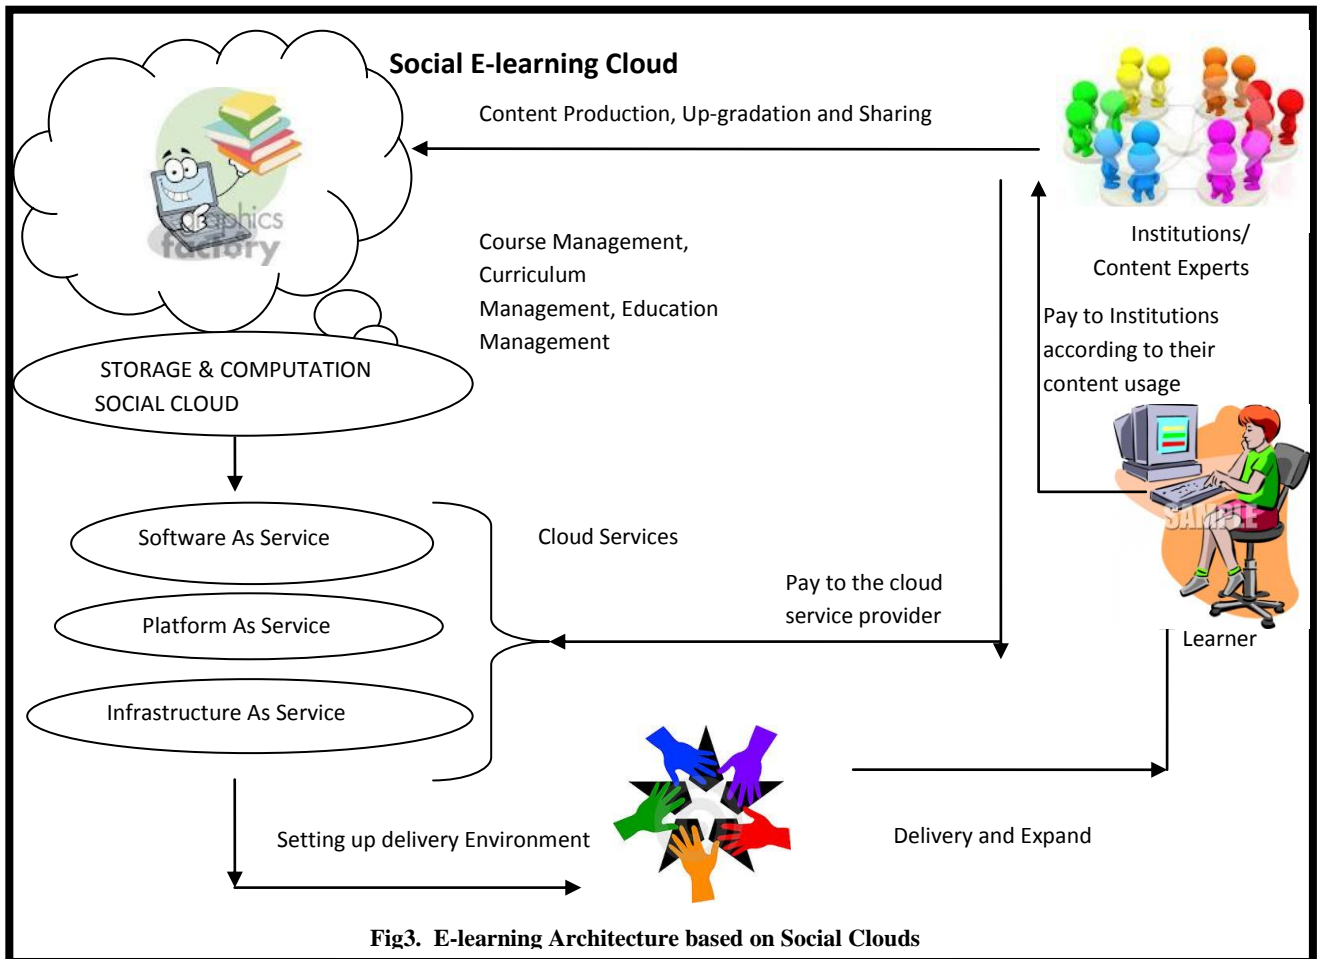 Social E-learning Cloud
Content Production, Up-gradation and Sharing
graphics
factory
Course Management,
Curriculum
Management, Education
Management
Institutions/
Content Experts
Pay to Institutions
according to their
content usage
STORAGE & COMPUTATION
SOCIAL CLOUD
SAMPLE
Software As Service
Cloud Services
Pay to the cloud
service provider
Platform As Service
Learner
Infrastructure As Service
Setting up delivery Environment
Delivery and Expand
Fig3. E-learning Architecture based on Social Clouds